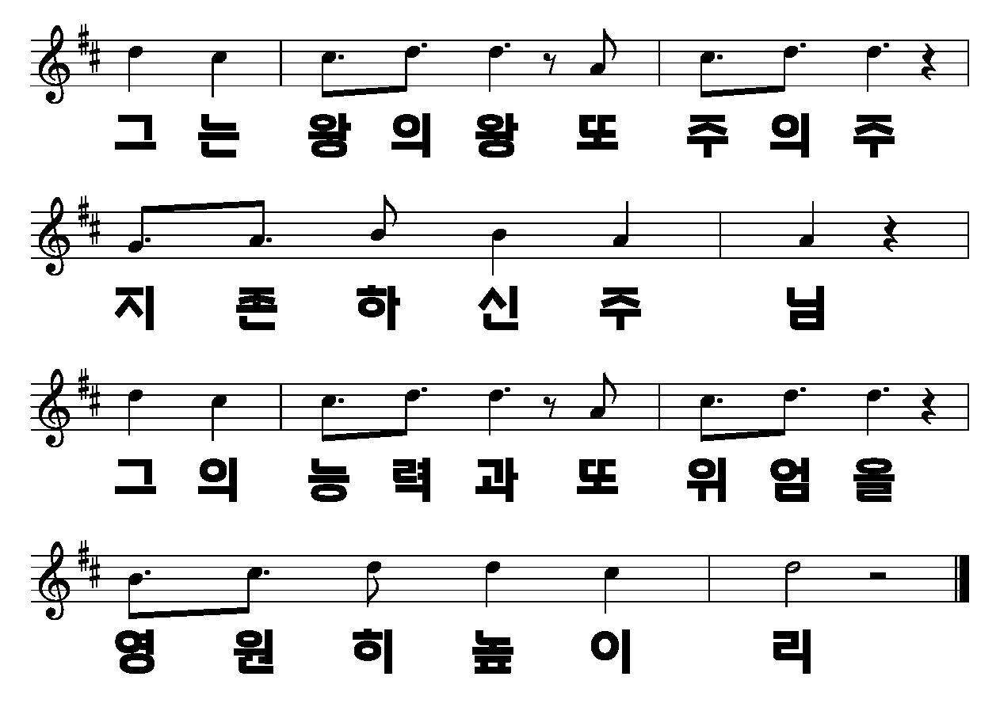 그 는 왕 의 왕 또 주 의 주
지 존 하 신 주 님
그 의 능 력 과 또 위 엄 을
영 원 히 높 이 리